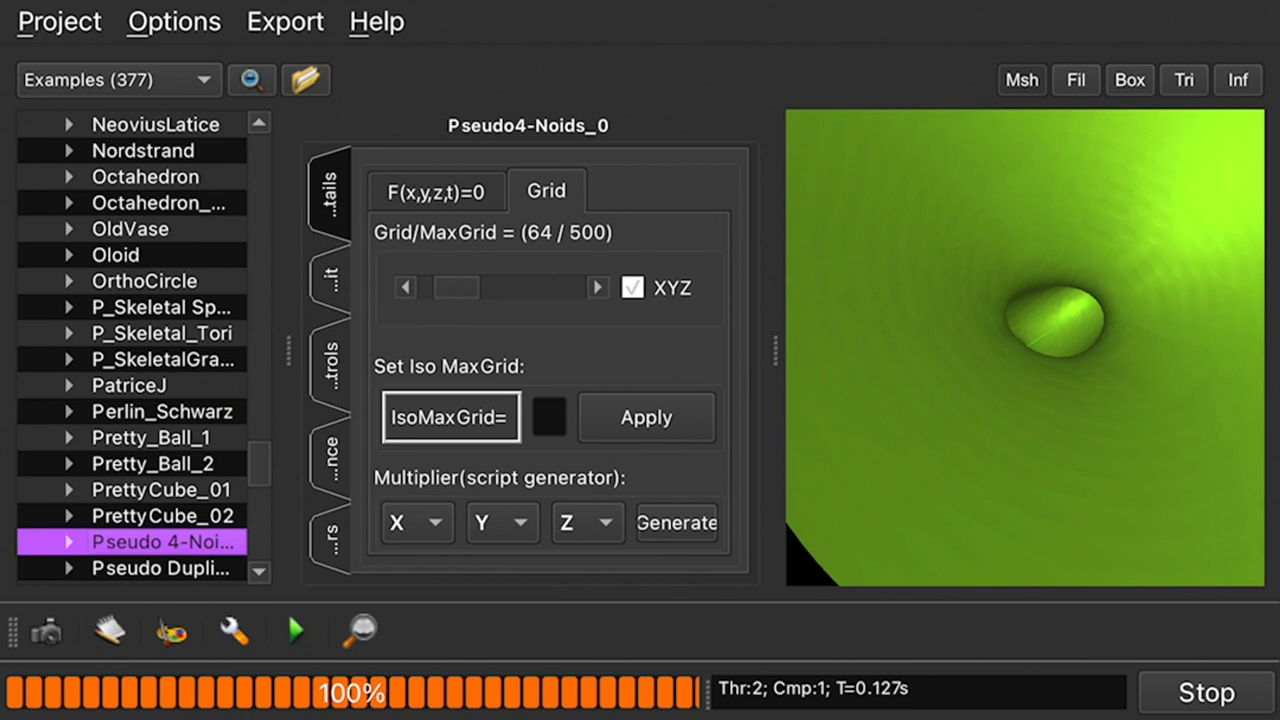 Project Options Export Help
Examples (377)
Msh Fil Box Tri Inf
NeoviusLatice
Nordstrand
Octahedron
Octahedron_...
OldVase
Oloid
OrthoCircle
P_Skeletal Sp...
P_Skeletal_Tori
P_SkeletalGra...
PatriceJ
Perlin_Schwarz
Pretty_Ball_1
Pretty_Ball_2
PrettyCube_01
PrettyCube_02
Pseudo 4-Noi...
Pseudo Dupli...
Pseudo4-Noids_0
...tails
...it
...trols
...nce
...rs
F(x,y,z,t)=0 Grid
Grid/MaxGrid = (64 / 500)
XYZ
Set Iso MaxGrid:
IsoMaxGrid= Apply
Multiplier(script generator):
X Y Z Generate
100% Thr:2; Cmp:1; T=0.127s Stop